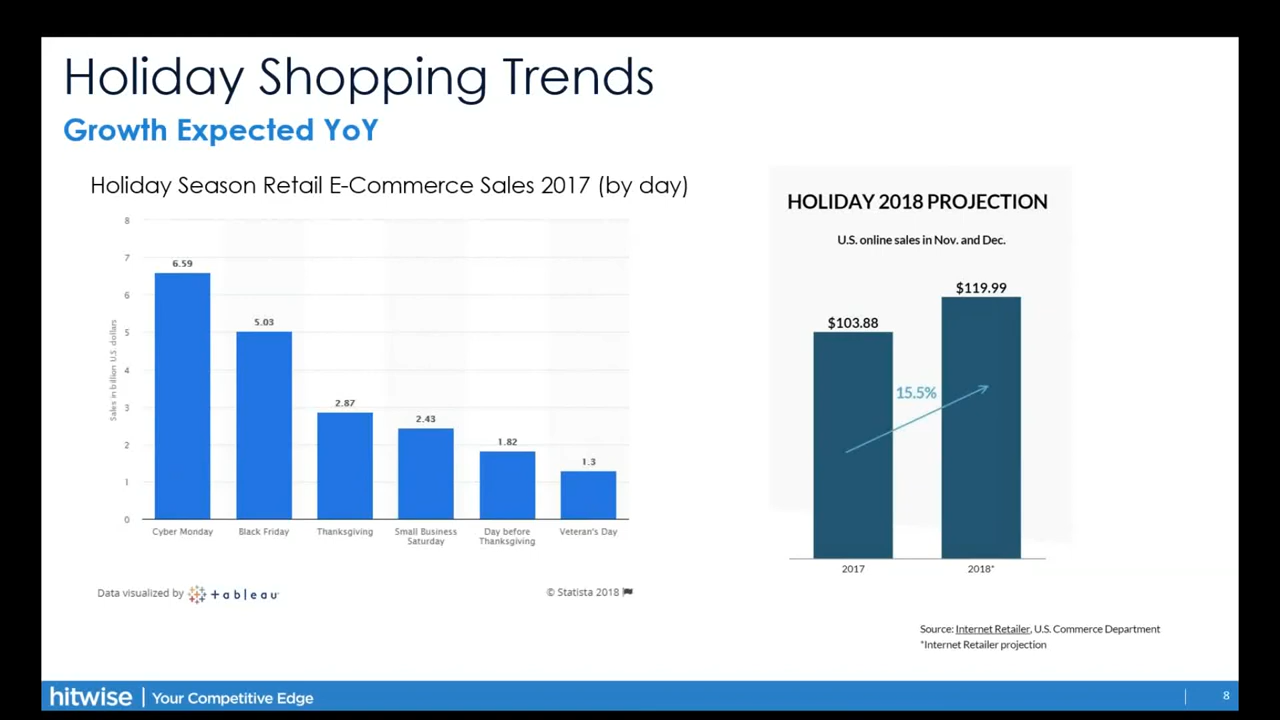 Holiday Shopping Trends
Growth Expected YoY
Holiday Season Retail E-Commerce Sales 2017 (by day)
Sales in billion U.S. dollars
8
7
6
5
4
3
2
1
0
6.59
5.03
2.87
2.43
1.82
1.3
Cyber Monday
Black Friday
Thanksgiving
Small Business
Saturday
Day before
Thanksgiving
Veteran's Day
Data visualized by +ableau
© Statista 2018
HOLIDAY 2018 PROJECTION
U.S. online sales in Nov. and Dec.
$103.88
$119.99
15.5%
2017
2018*
Source: Internet Retailer, U.S. Commerce Department
*Internet Retailer projection
hitwise | Your Competitive Edge
8